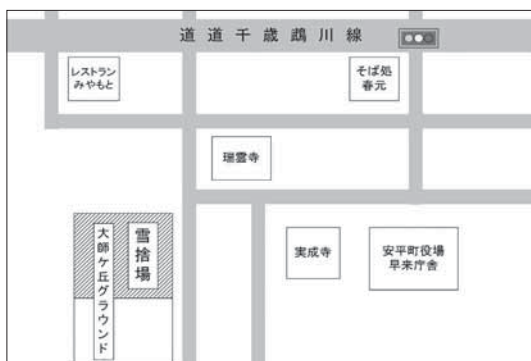 道道千歳鵡川線
レストラン
みやもと
そば処
春元
瑞雲寺
雪捨場
大師ケ丘グラウンド
実成寺
安平町役場
早来庁舎